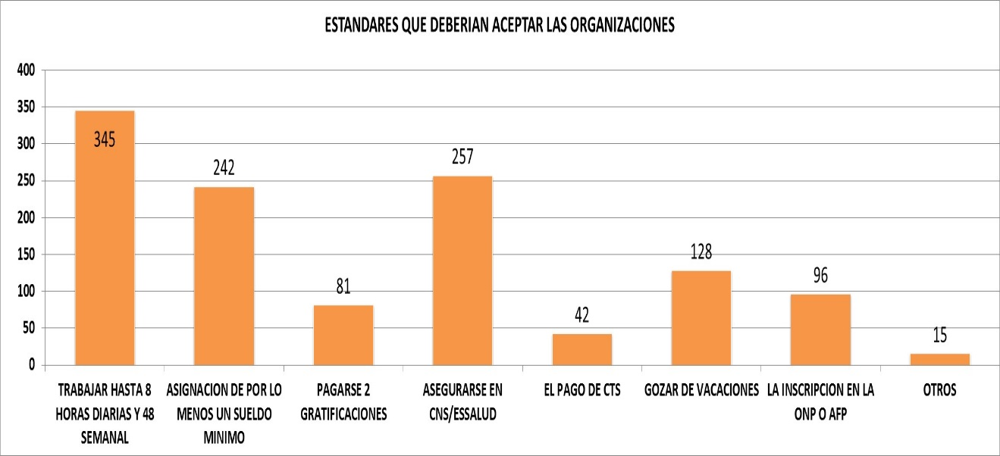 ESTANDARES QUE DEBERIAN ACEPTAR LAS ORGANIZACIONES
400
350
300
250
200
150
100
50
0
345
242
81
257
42
128
96
15
TRABAJAR HASTA 8
HORAS DIARIAS Y 48
SEMANAL
ASIGNACION DE POR LO
MENOS UN SUELDO
MINIMO
PAGARSE 2
GRATIFICACIONES
ASEGURARSE EN
CNS/ESSALUD
EL PAGO DE CTS
GOZAR DE VACACIONES
LA INSCRIPCION EN LA
ONP O AFP
OTROS